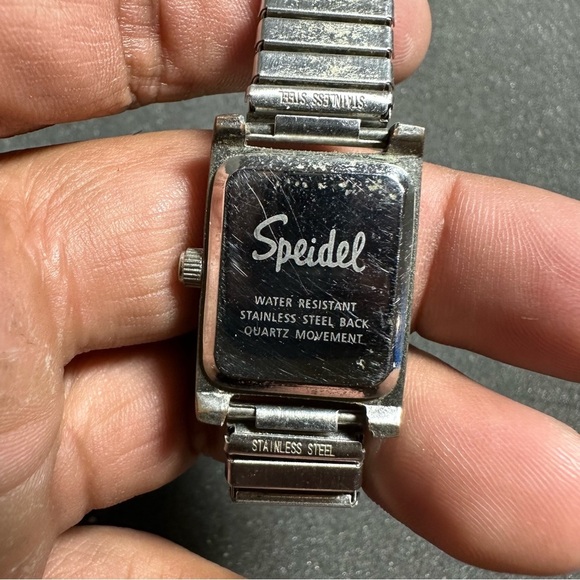 STAINLESS STEEL
Speidel
WATER RESISTANT
STAINLESS STEEL BACK
QUARTZ MOVEMENT
STAINLESS STEEL